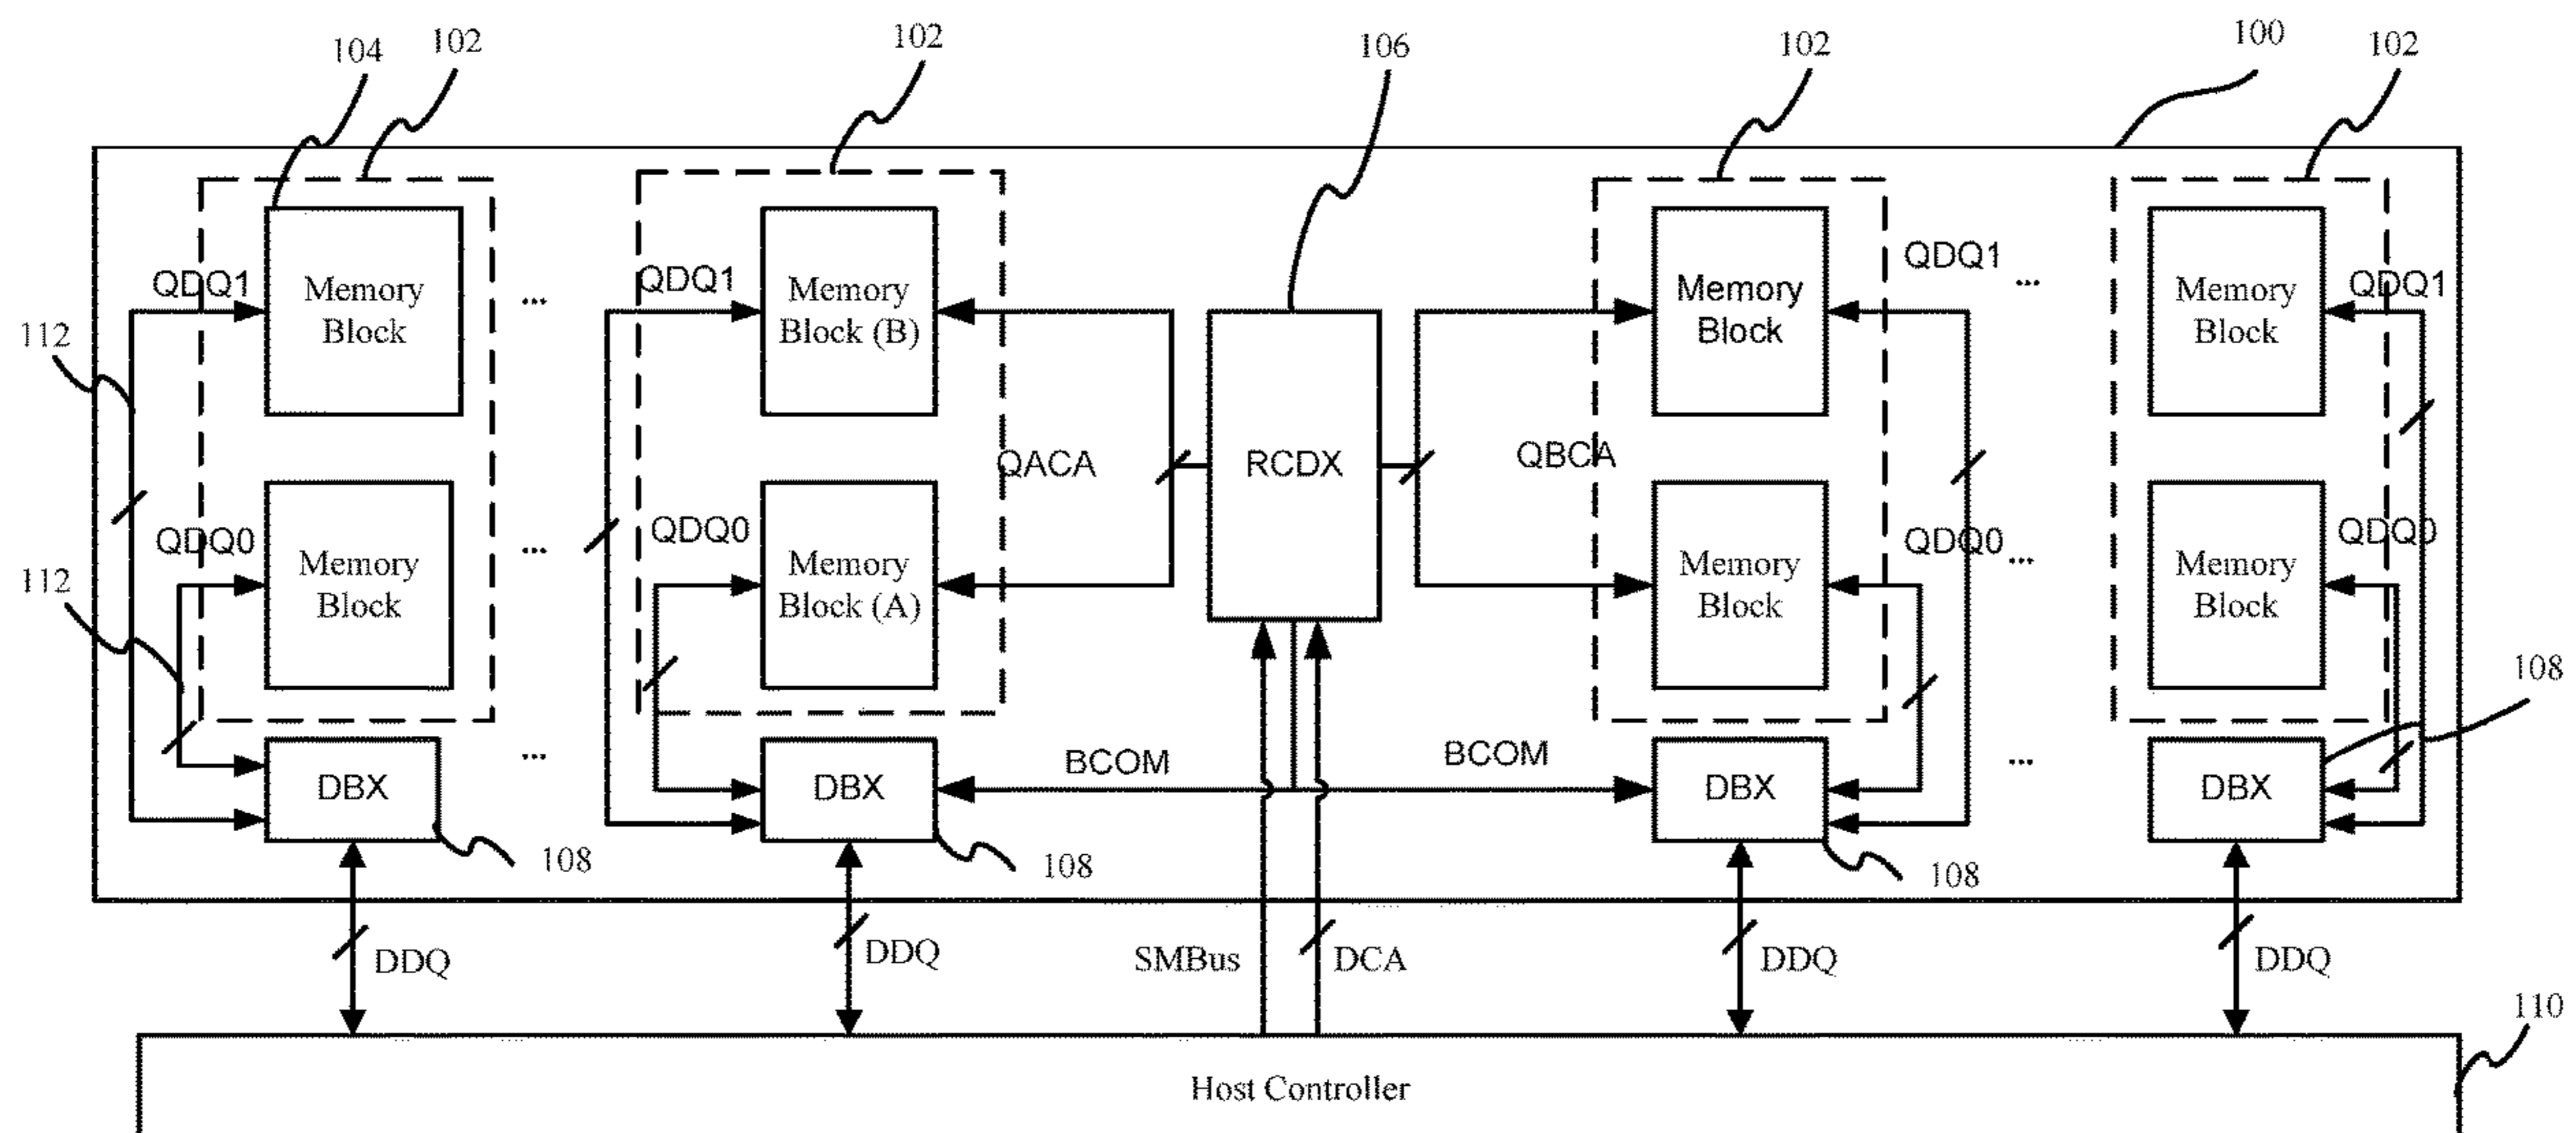 104
102
102
106
102
100
102
QDQ1
Memory
Block
...
QDQ1
Memory
Block (B)
Memory
Block
QDQ1
...
Memory
Block
QDQ1
112
QACA
RCDX
QBCA
QDQ0
Memory
Block
...
QDQ0
Memory
Block (A)
Memory
Block
QDQ0
...
Memory
Block
QDQ0
112
108
DBX
...
DBX
BCOM
BCOM
DBX
...
DBX
108
108
108
DDQ
DDQ
SMBus
DCA
DDQ
DDQ
110
Host Controller